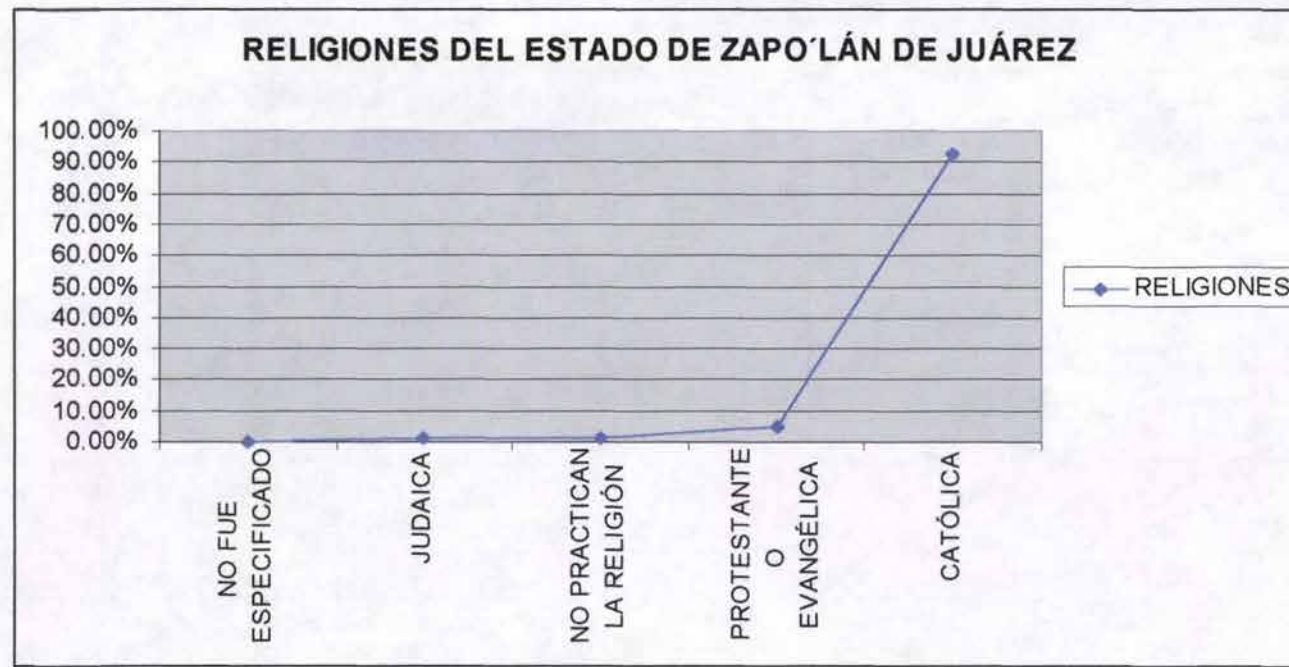 RELIGIONES DEL ESTADO DE ZAPO´LÁN DE JUÁREZ
100.00%
90.00%
80.00%
70.00%
60.00%
50.00%
40.00%
30.00%
20.00%
10.00%
0.00%
NO FUE
ESPECIFICADO
JUDAICA
NO PRACTICAN
LA RELIGIÓN
PROTESTANTE
O
EVANGÉLICA
CATÓLICA
RELIGIONES